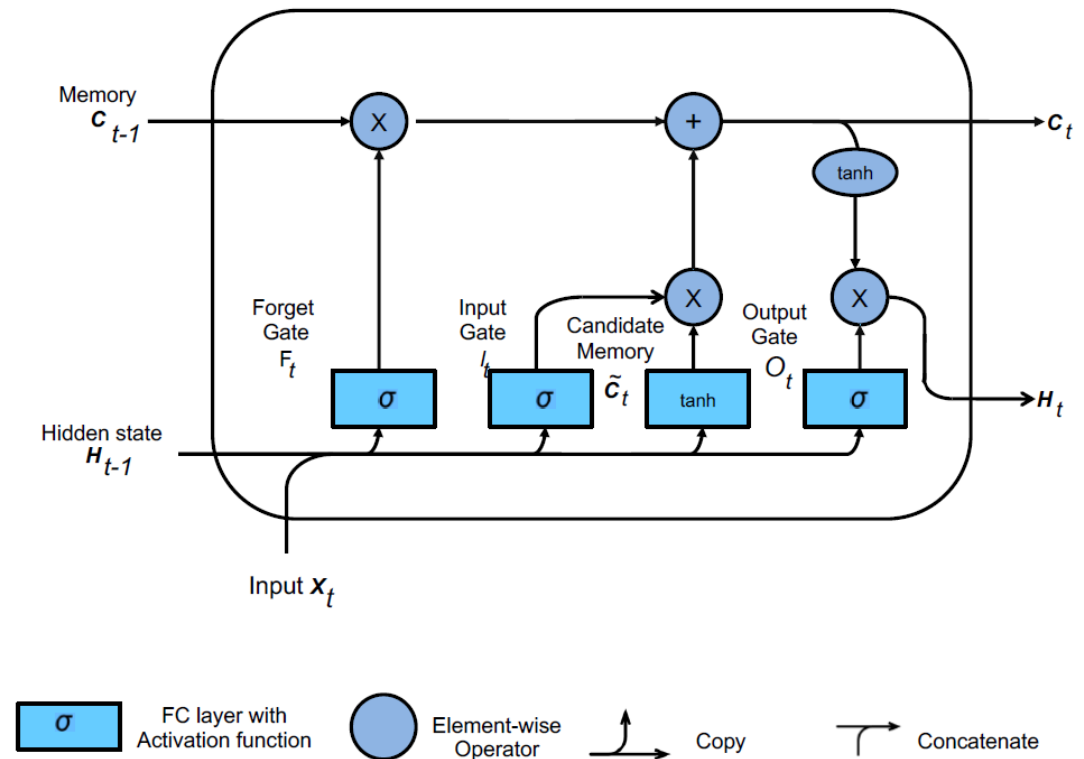 Memory
C t-1
X
+
C t
tanh
Forget
Gate
F t
Input
Gate
I t
Candidate
Memory
C̃ t
X
Output
Gate
O t
X
σ
σ
tanh
σ
H t
Hidden state
H t-1
Input X t
σ
FC layer with
Activation function
Element-wise
Operator
Copy
Concatenate